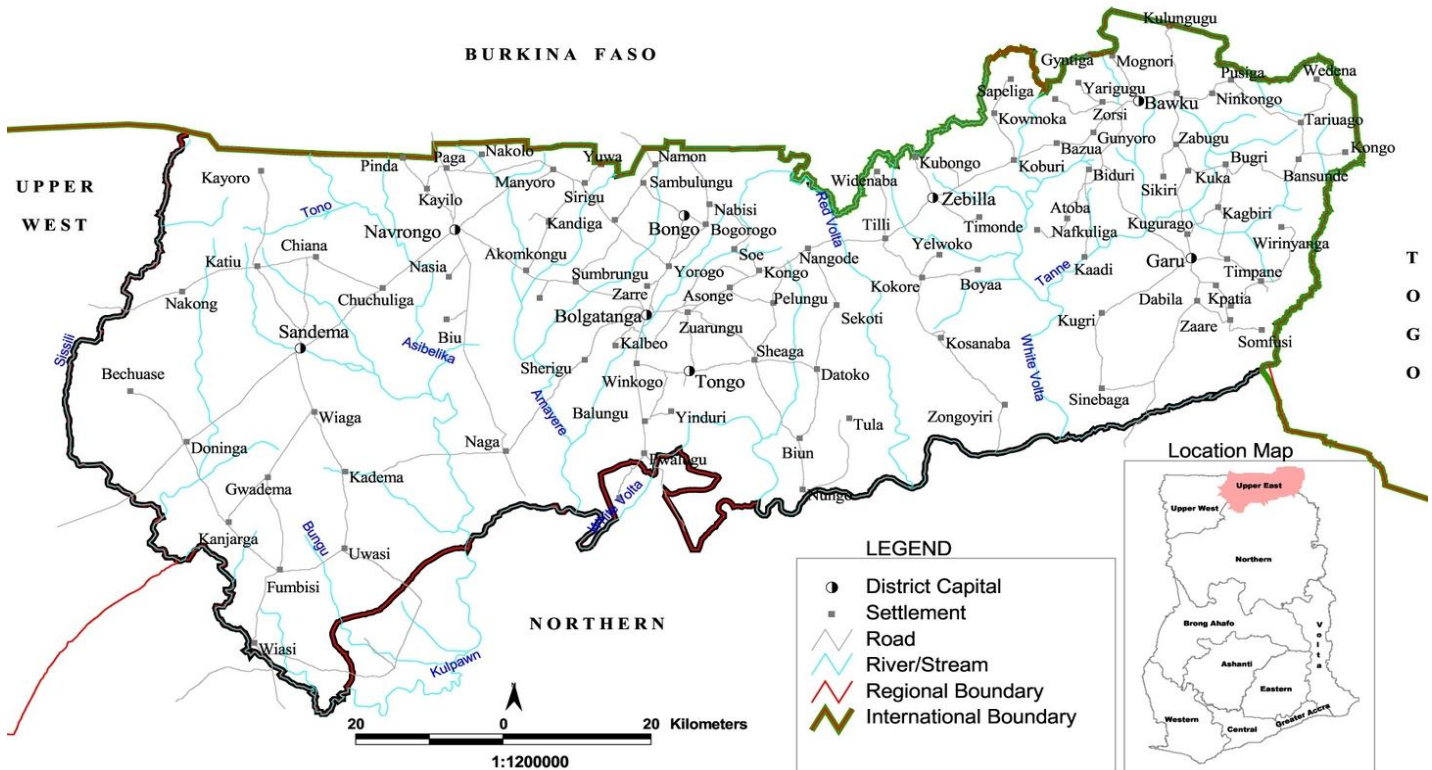 BURKINA FASO
UPPER
WEST
TOGO
NORTHERN
Kulungugu
Gyntiga
Mognori
Sapeliga
Yarigugu
Pusiga
Wedena
Bawku
Ninkongo
Kowmoka
Zorsi
Tariuago
Gunyoro
Zabugu
Bazua
Koburi
Kubongo
Bugri
Kongo
Bansunde
Biduri
Sikiri
Kuka
Widenaba
Zebilla
Atoba
Kagbiri
Timonde
Nafkuliga
Kugurago
Wirinyanga
Tilli
Yelwoko
Tanne
Kaadi
Garu
Timpane
Kokore
Boyaa
Dabila
Kpatia
Kugri
Zaare
Somfusi
Kosanaba
White Volta
Sinebaga
Zongoyiri
Pinda
Paga
Nakolo
Yuwa
Namon
Kayoro
Manyoro
Sirigu
Sambulungu
Red Volta
Kayilo
Tono
Kandiga
Nabisi
Navrongo
Bongo
Bogorogo
Chiana
Akomkongu
Soe
Nangode
Katiu
Nasia
Sumbrungu
Yorogo
Kongo
Nakong
Chuchuliga
Zarre
Asonge
Pelungu
Bolgatanga
Sekoti
Sandema
Biu
Zuarungu
Sissili
Asibelika
Kalbeo
Sherigu
Sheaga
Bechuase
Winkogo
Tongo
Datoko
Amayere
Wiaga
Balungu
Yinduri
Tula
Doninga
Naga
Biun
Pwalugu
Kadema
Gwadema
Nungo
White Volta
Kanjarga
Bungu
Uwasi
Fumbisi
Wiasi
Kulpawn
20 0 20 Kilometers
1:1200000
LEGEND
District Capital
Settlement
Road
River/Stream
Regional Boundary
International Boundary
Location Map
Upper East
Upper West
Northern
Brong Ahafo
Volta
Ashanti
Eastern
Greater Accra
Western
Central